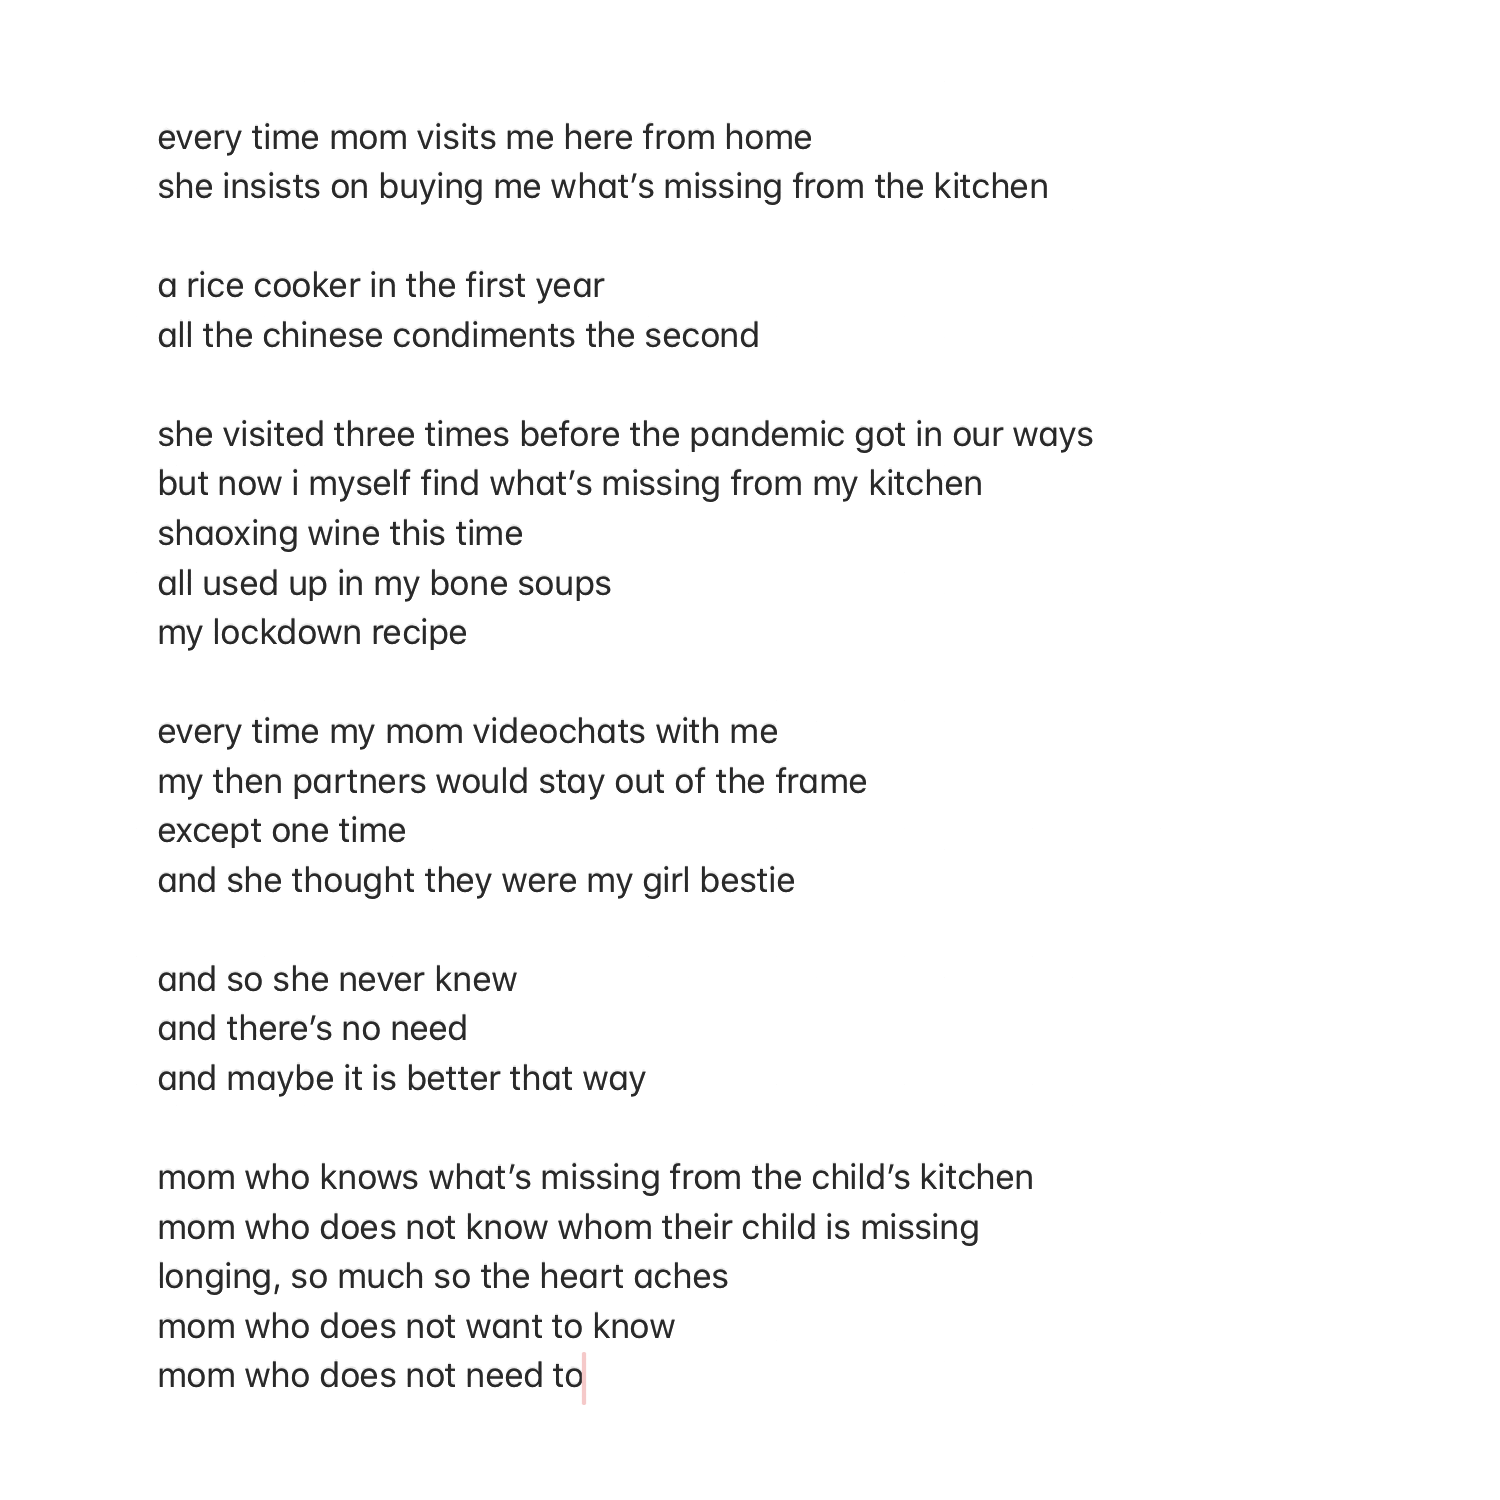 every time mom visits me here from home
she insists on buying me what’s missing from the kitchen

a rice cooker in the first year
all the chinese condiments the second

she visited three times before the pandemic got in our ways
but now i myself find what’s missing from my kitchen
shaoxing wine this time
all used up in my bone soups
my lockdown recipe

every time my mom videochats with me
my then partners would stay out of the frame
except one time
and she thought they were my girl bestie

and so she never knew
and there’s no need
and maybe it is better that way

mom who knows what’s missing from the child’s kitchen
mom who does not know whom their child is missing
longing, so much so the heart aches
mom who does not want to know
mom who does not need to